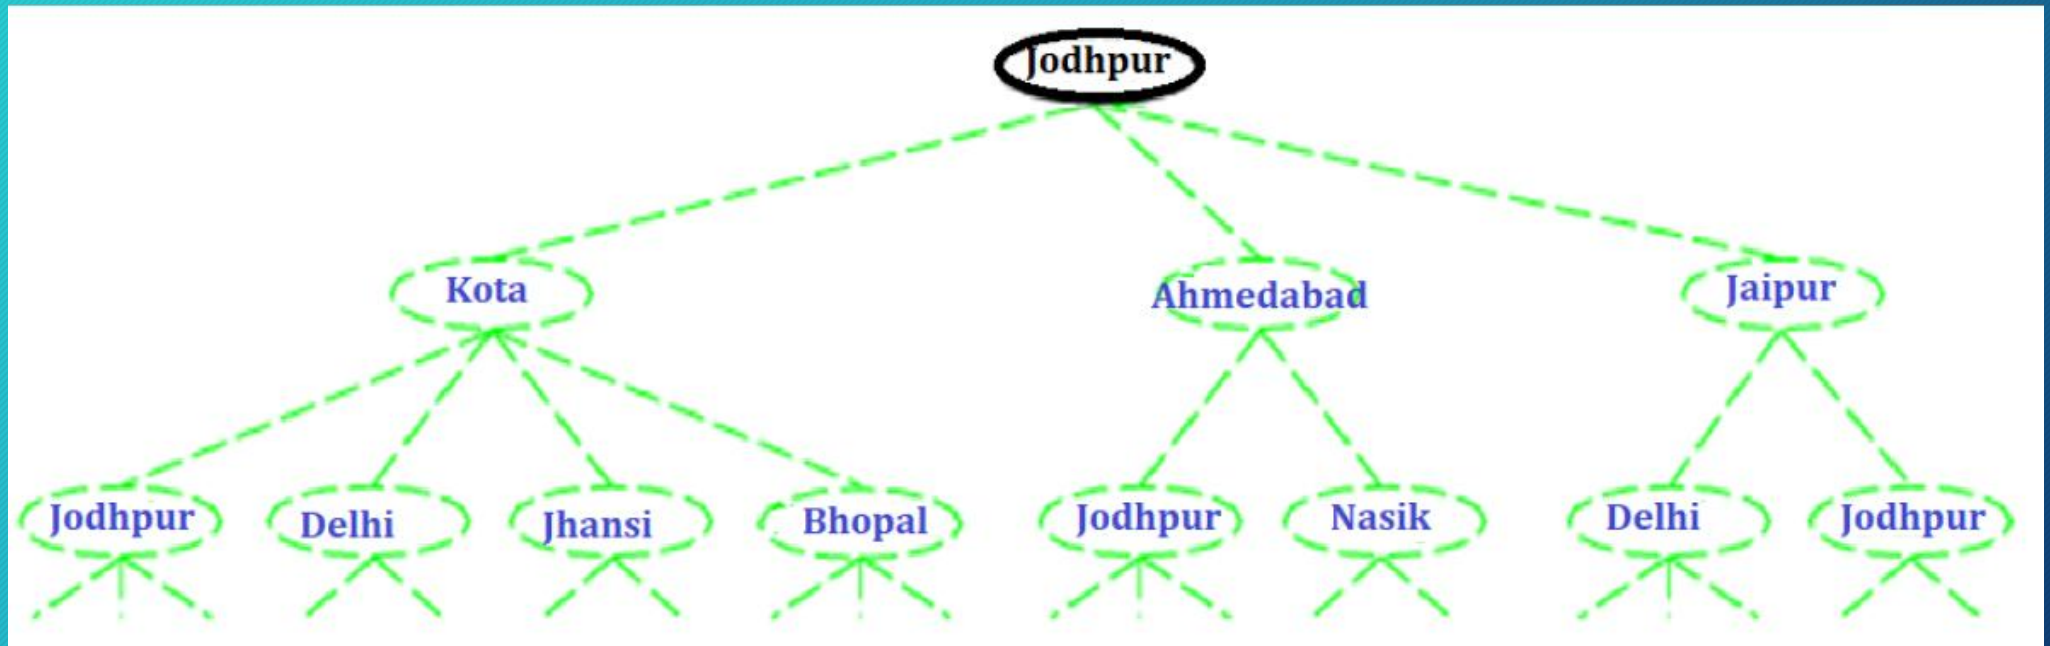 Jodhpur
Kota
Ahmedabad
Jaipur
Jodhpur
Delhi
Jhansi
Bhopal
Jodhpur
Nasik
Delhi
Jodhpur